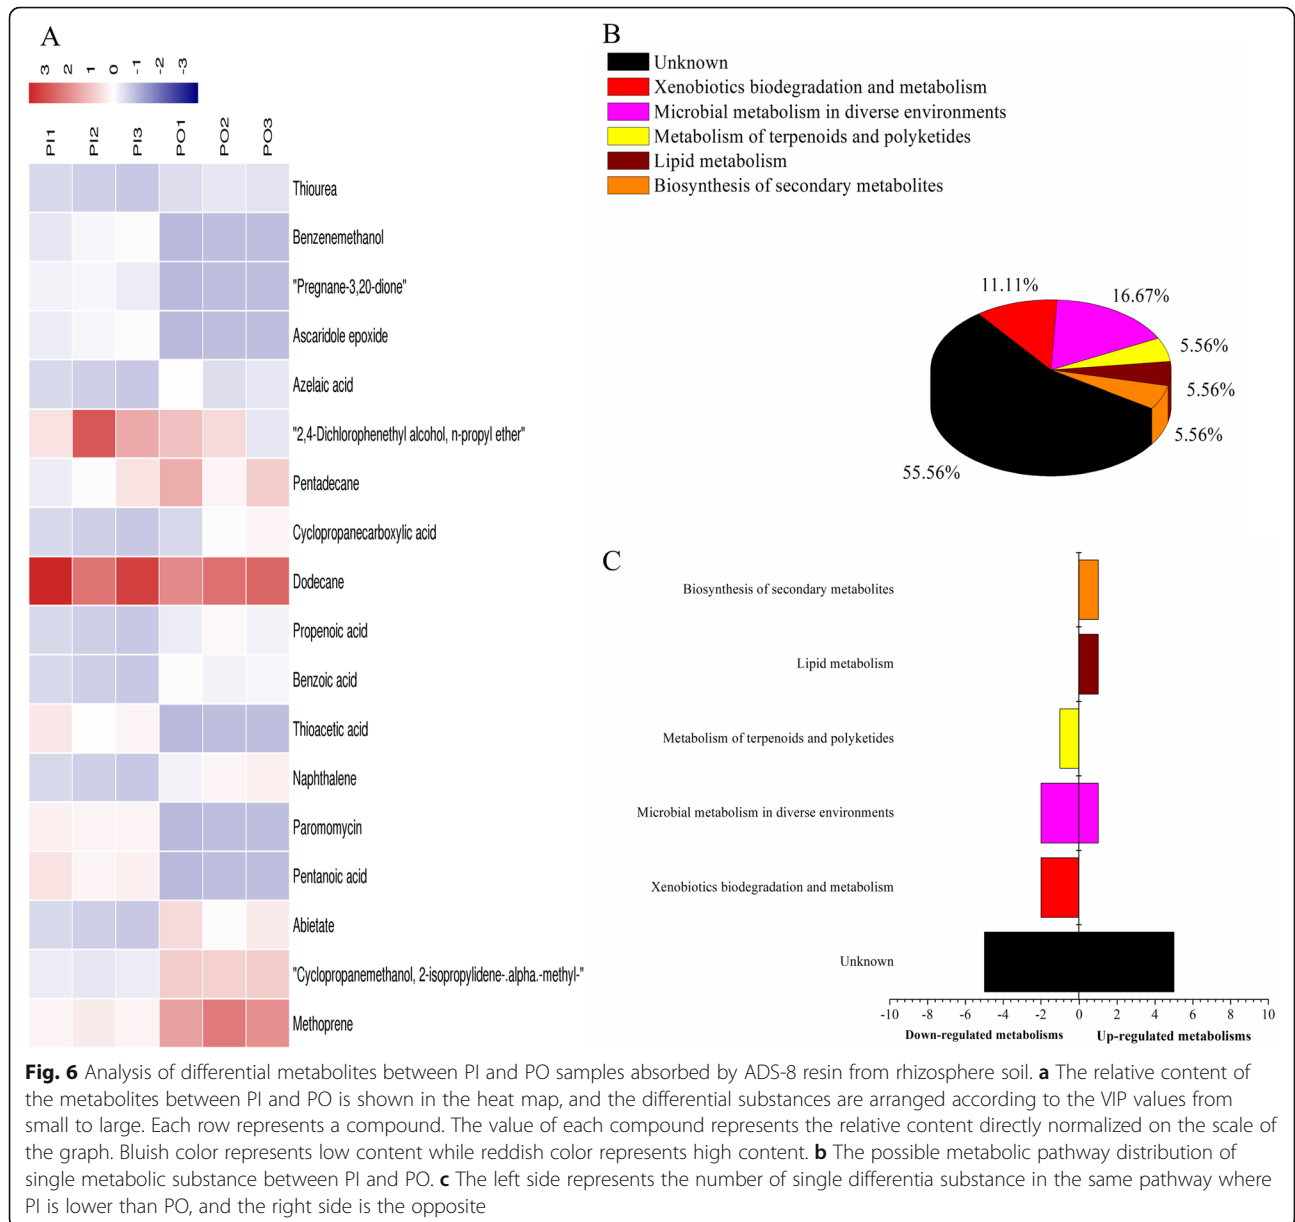 A
3 2 1 0 -1 -2 -3
PI1 PI2 PI3 PO1 PO2 PO3
Thiourea
Benzenemethanol
"Pregnane-3,20-dione"
Ascaridole epoxide
Azelaic acid
"2,4-Dichlorophenethyl alcohol, n-propyl ether"
Pentadecane
Cyclopropanecarboxylic acid
Dodecane
Propenoic acid
Benzoic acid
Thioacetic acid
Naphthalene
Paromomycin
Pentanoic acid
Abietate
"Cyclopropanemethanol, 2-isopropylidene-.alpha.-methyl-"
Methoprene
B
Unknown
Xenobiotics biodegradation and metabolism
Microbial metabolism in diverse environments
Metabolism of terpenoids and polyketides
Lipid metabolism
Biosynthesis of secondary metabolites
11.11%
16.67%
5.56%
5.56%
5.56%
55.56%
C
Biosynthesis of secondary metabolites
Lipid metabolism
Metabolism of terpenoids and polyketides
Microbial metabolism in diverse environments
Xenobiotics biodegradation and metabolism
Unknown
-10 -8 -6 -4 -2 0 2 4 6 8 10
Down-regulated metabolisms Up-regulated metabolisms
Fig. 6 Analysis of differential metabolites between PI and PO samples absorbed by ADS-8 resin from rhizosphere soil. a The relative content of
the metabolites between PI and PO is shown in the heat map, and the differential substances are arranged according to the VIP values from
small to large. Each row represents a compound. The value of each compound represents the relative content directly normalized on the scale of
the graph. Bluish color represents low content while reddish color represents high content. b The possible metabolic pathway distribution of
single metabolic substance between PI and PO. c The left side represents the number of single differentia substance in the same pathway where
PI is lower than PO, and the right side is the opposite